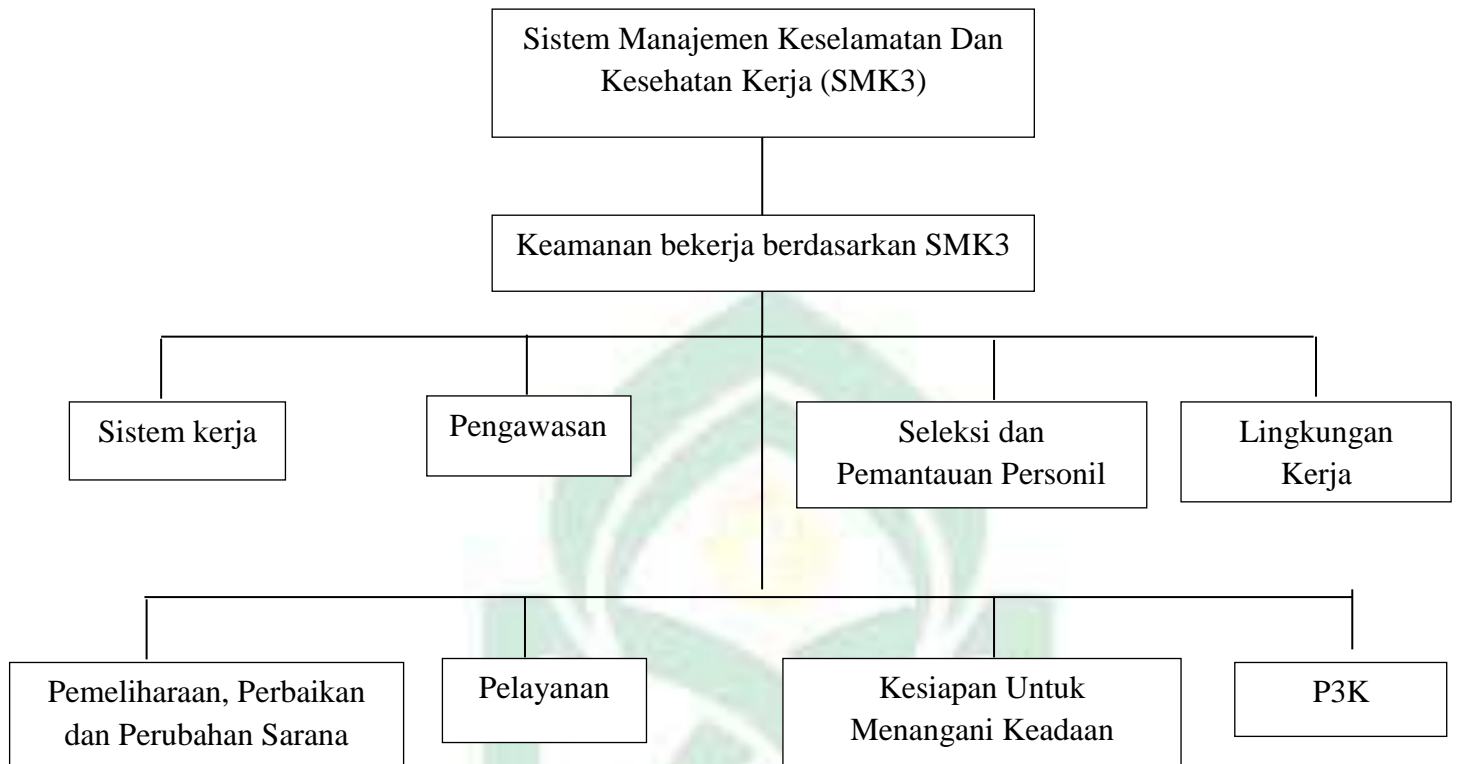 Sistem Manajemen Keselamatan Dan
Kesehatan Kerja (SMK3)
Keamanan bekerja berdasarkan SMK3
Sistem kerja
Pengawasan
Seleksi dan
Pemantauan Personil
Lingkungan
Kerja
Pemeliharaan, Perbaikan
dan Perubahan Sarana
Pelayanan
Kesiapan Untuk
Menangani Keadaan
P3K